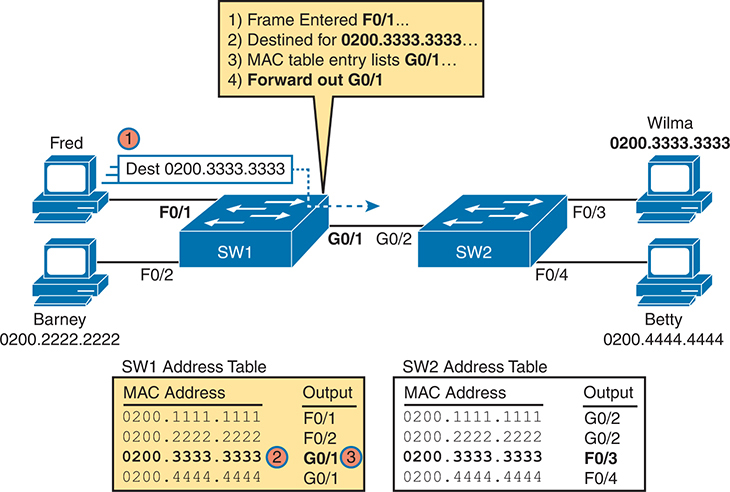 1) Frame Entered F0/1...
2) Destined for 0200.3333.3333...
3) MAC table entry lists G0/1...
4) Forward out G0/1
Fred
1
Dest 0200.3333.3333
Wilma
0200.3333.3333
F0/1
F0/3
G0/1
G0/2
SW1
SW2
F0/2
F0/4
Barney
0200.2222.2222
Betty
0200.4444.4444
SW1 Address Table
MAC Address Output
0200.1111.1111 F0/1
0200.2222.2222 F0/2
0200.3333.3333 2 G0/1 3
0200.4444.4444 G0/1
SW2 Address Table
MAC Address Output
0200.1111.1111 G0/2
0200.2222.2222 G0/2
0200.3333.3333 F0/3
0200.4444.4444 F0/4